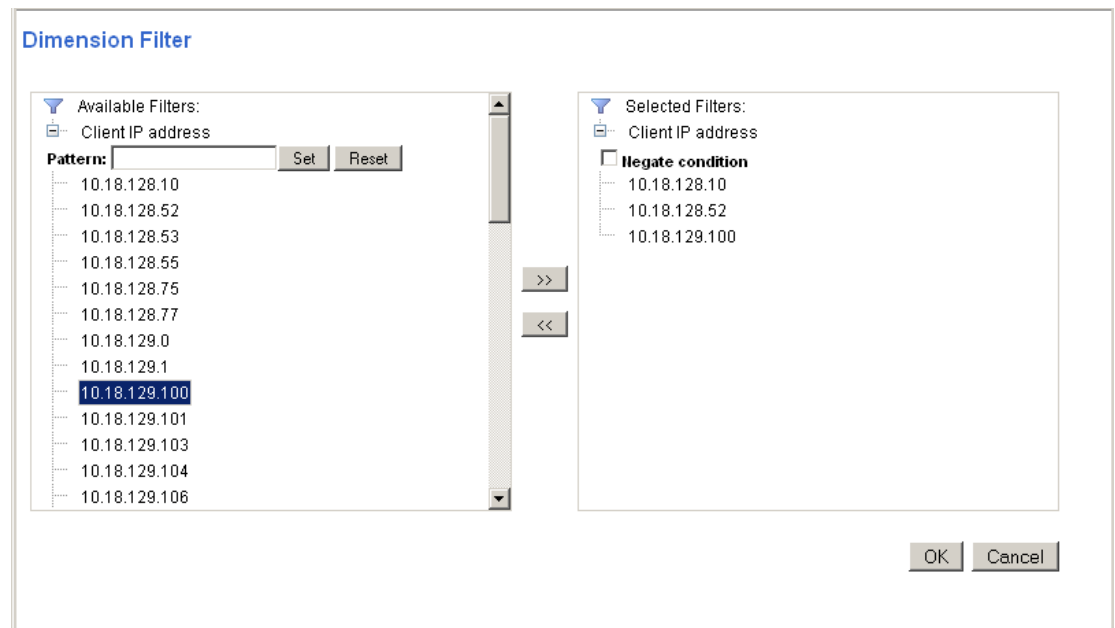 Dimension Filter
Available Filters:
Client IP address
Pattern: Set Reset
10.18.128.10
10.18.128.52
10.18.128.53
10.18.128.55
10.18.128.75
10.18.128.77
10.18.129.0
10.18.129.1
10.18.129.100
10.18.129.101
10.18.129.103
10.18.129.104
10.18.129.106
>>
<<
Selected Filters:
Client IP address
Negate condition
10.18.128.10
10.18.128.52
10.18.129.100
OK Cancel